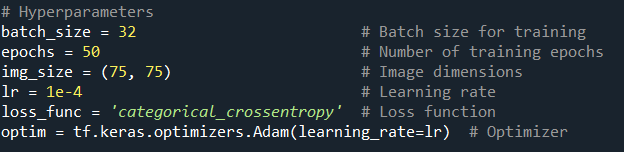 # Hyperparameters
batch_size = 32                       # Batch size for training
epochs = 50                           # Number of training epochs
img_size = (75, 75)                   # Image dimensions
lr = 1e-4                             # Learning rate
loss_func = 'categorical_crossentropy'  # Loss function
optim = tf.keras.optimizers.Adam(learning_rate=lr)  # Optimizer